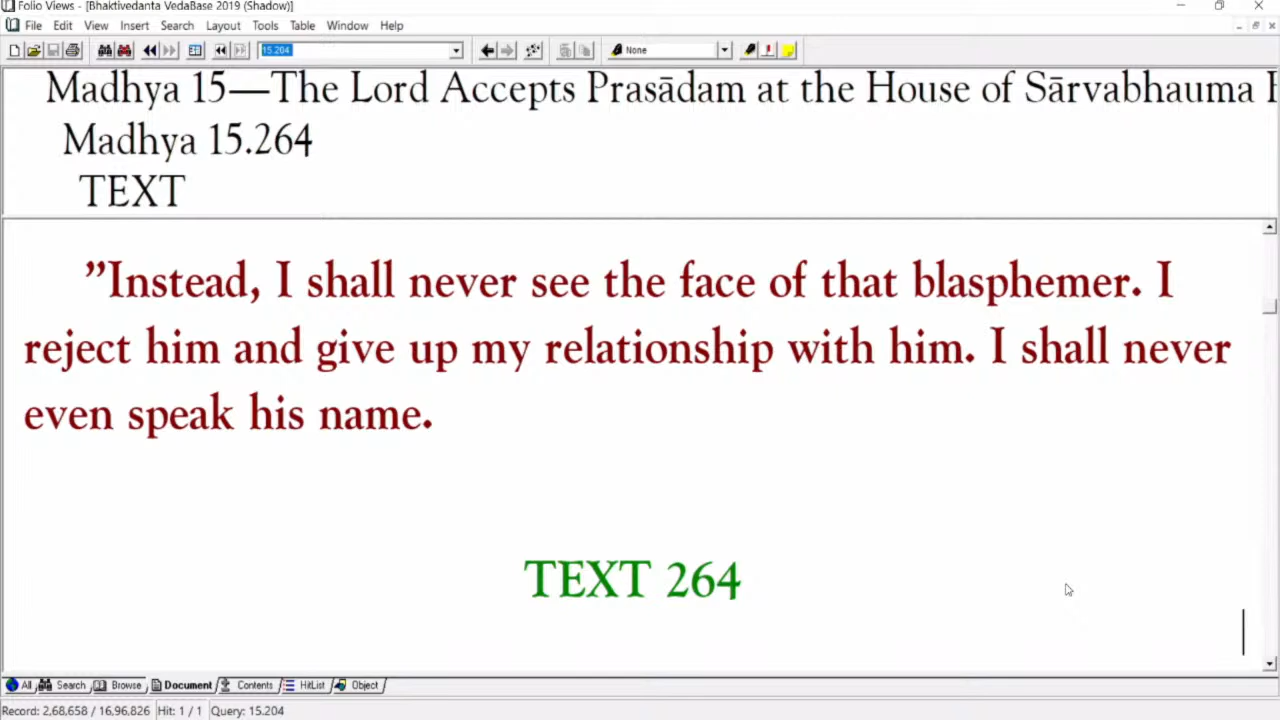 Folio Views - [Bhaktivedanta VedaBase 2019 (Shadow)]
File Edit View Insert Search Layout Tools Table Window Help
15.204 None
Madhya 15—The Lord Accepts Prasādam at the House of Sārvabhauma
Madhya 15.264
TEXT
”Instead, I shall never see the face of that blasphemer. I
reject him and give up my relationship with him. I shall never
even speak his name.
TEXT 264
All Search Browse Document Contents HitList Object
Record: 2,68,658 / 16,96,826 Hit: 1 / 1 Query: 15.204